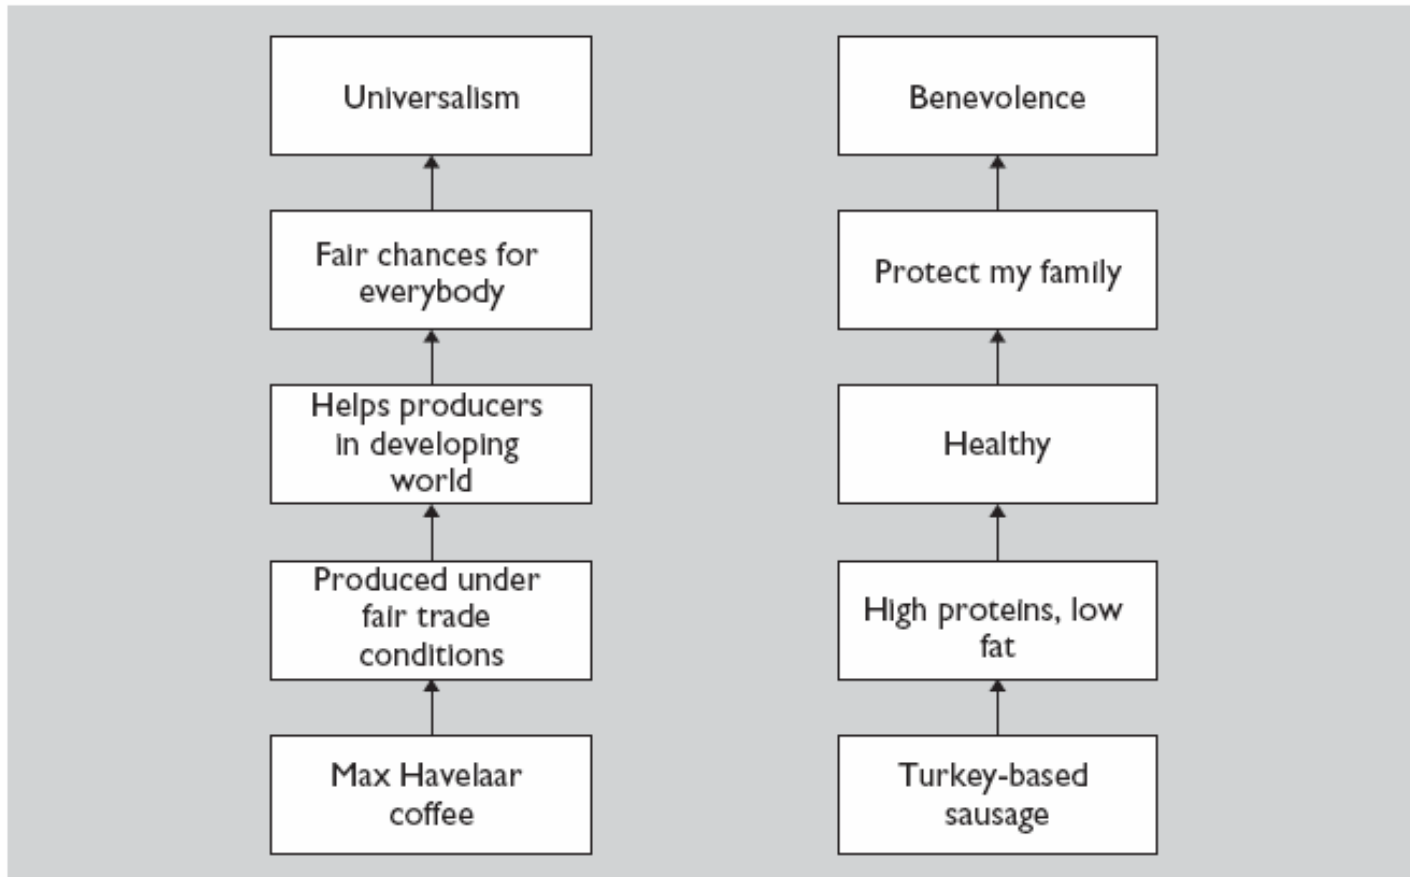 Universalism
Fair chances for
everybody
Helps producers
in developing
world
Produced under
fair trade
conditions
Max Havelaar
coffee
Benevolence
Protect my family
Healthy
High proteins, low
fat
Turkey-based
sausage